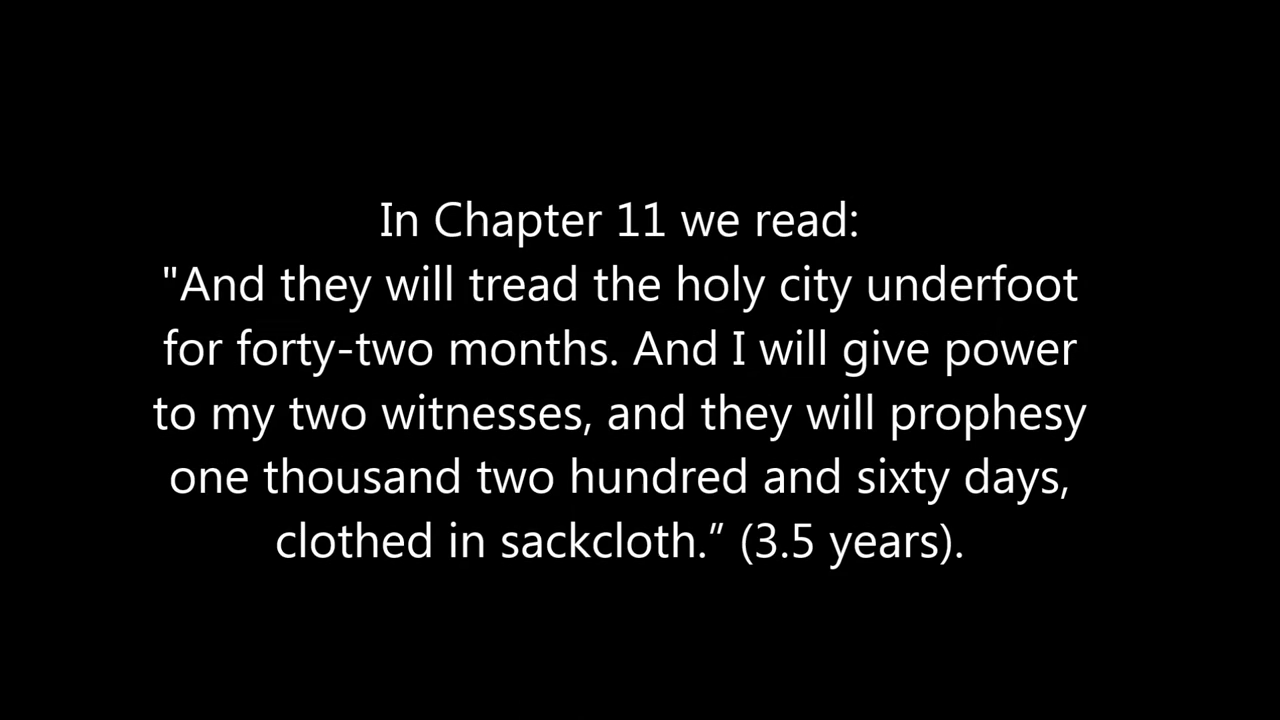 In Chapter 11 we read:
"And they will tread the holy city underfoot
for forty-two months. And I will give power
to my two witnesses, and they will prophesy
one thousand two hundred and sixty days,
clothed in sackcloth.” (3.5 years).